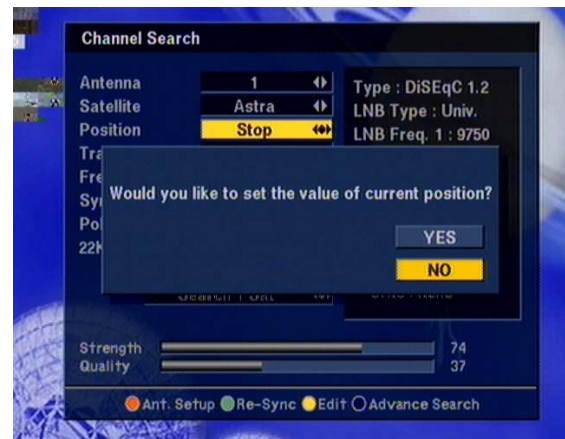 Channel Search
Antenna 1
Satellite Astra
Position Stop
Type : DiSEqC 1.2
LNB Type : Univ.
LNB Freq. 1 : 9750
Would you like to set the value of current position?
YES
NO
Strength 74
Quality 37
Ant. Setup Re-Sync Edit Advance Search